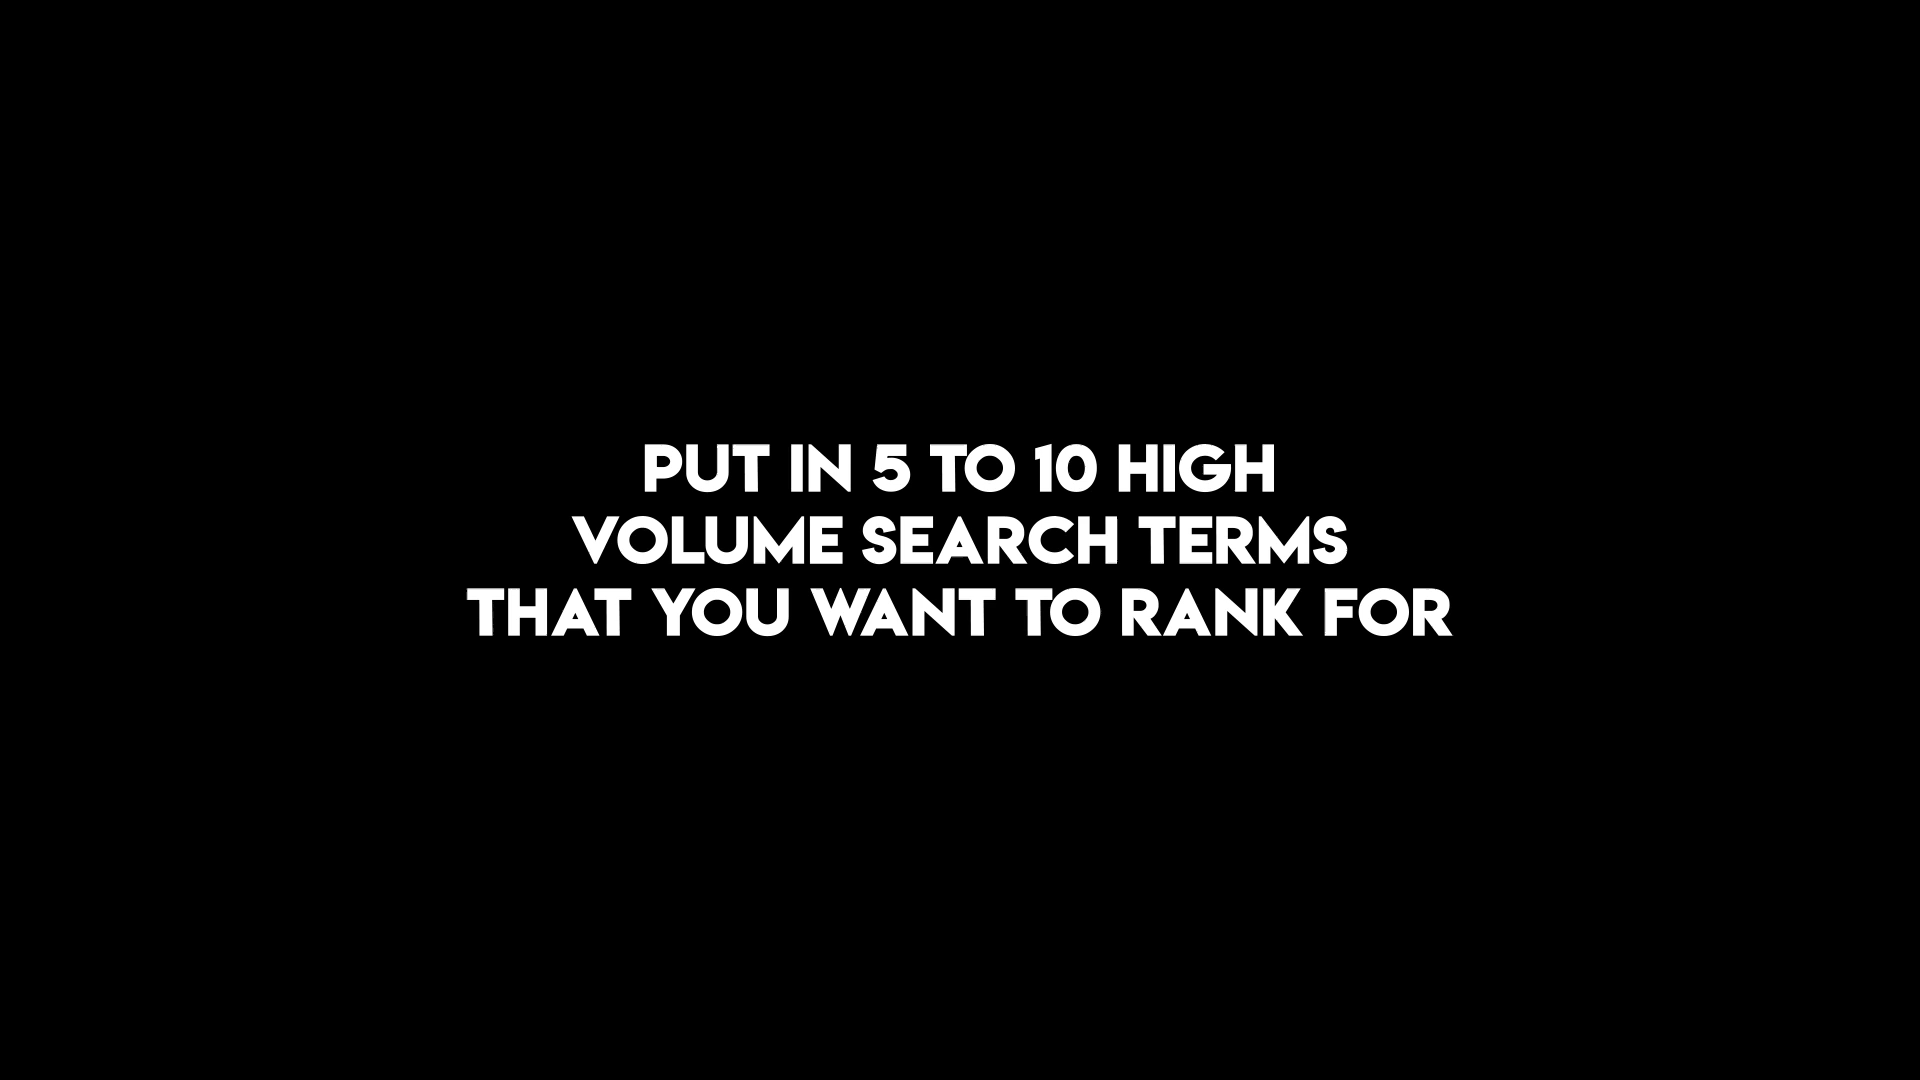 PUT IN 5 TO 10 HIGH
VOLUME SEARCH TERMS
THAT YOU WANT TO RANK FOR